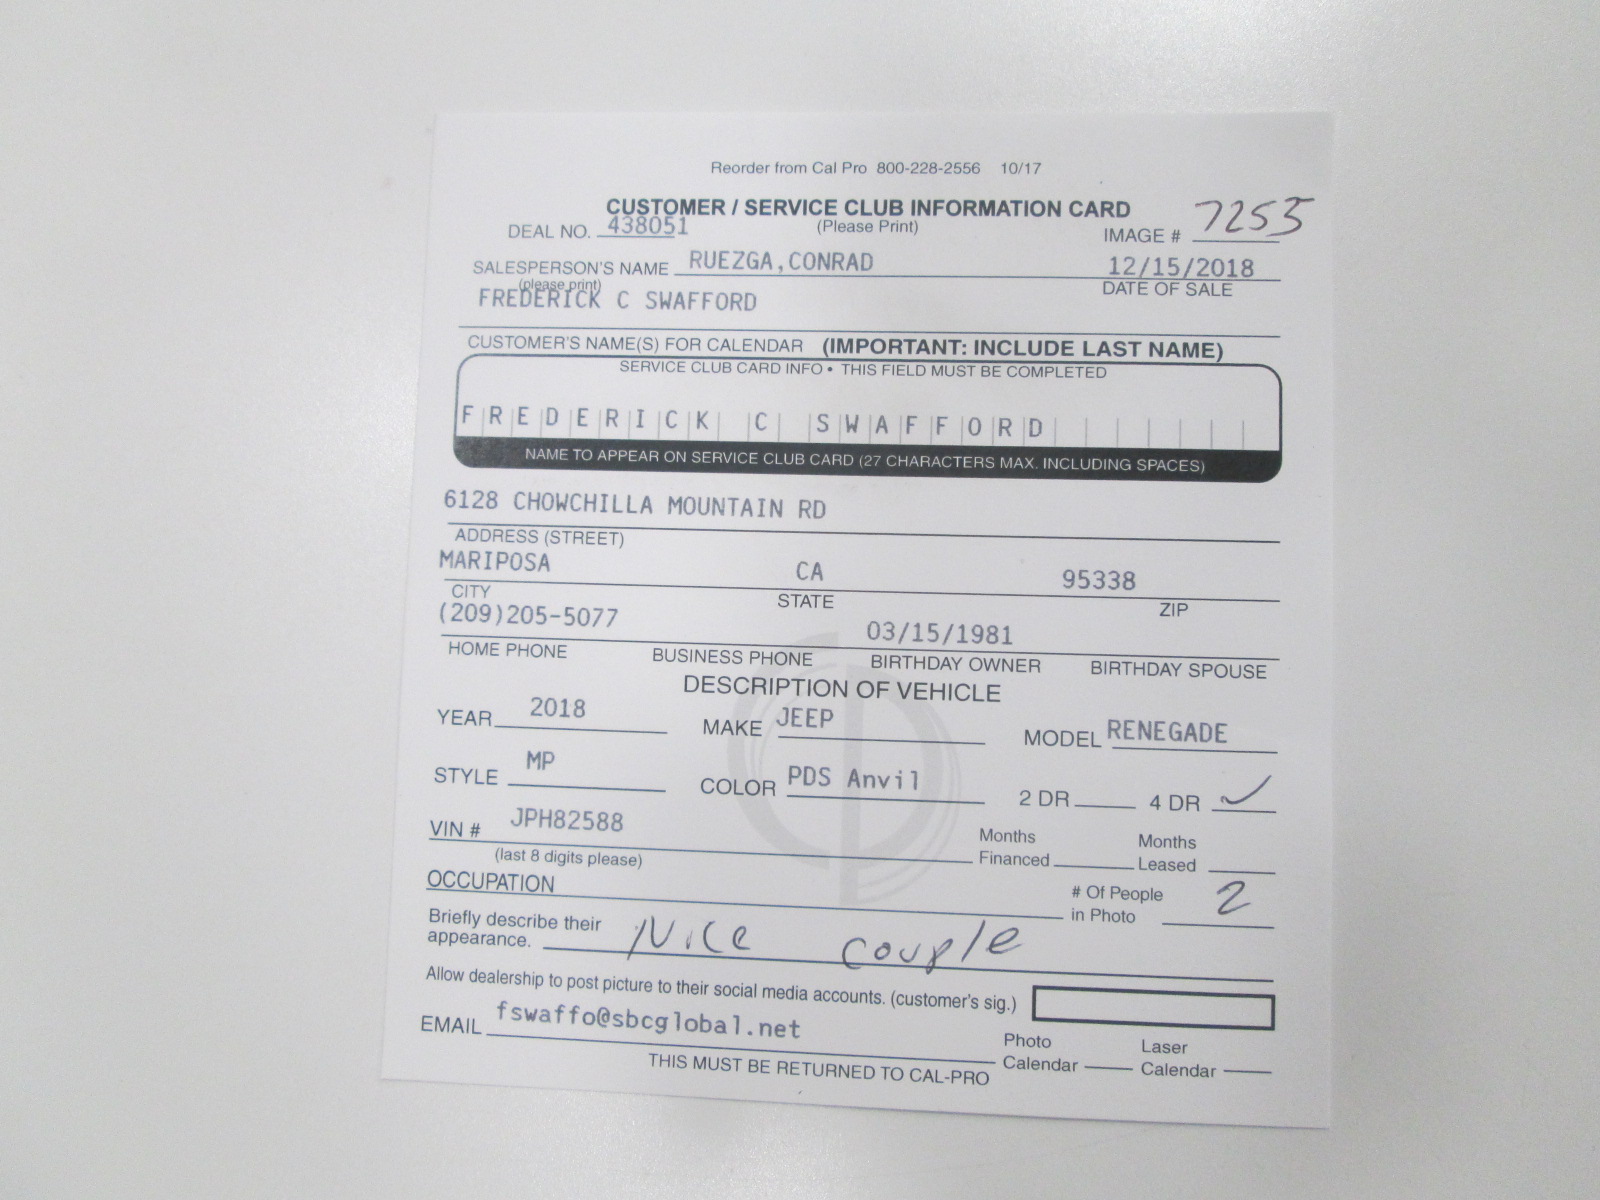 Reorder from Cal Pro 800-228-2556 10/17
CUSTOMER / SERVICE CLUB INFORMATION CARD
DEAL NO. 438051 (Please Print) IMAGE # 7255
SALESPERSON'S NAME RUEZGA,CONRAD 12/15/2018
(please print) DATE OF SALE
FREDERICK C SWAFFORD
CUSTOMER'S NAME(S) FOR CALENDAR (IMPORTANT: INCLUDE LAST NAME)
SERVICE CLUB CARD INFO • THIS FIELD MUST BE COMPLETED
FREDERICK C SWAFFORD
NAME TO APPEAR ON SERVICE CLUB CARD (27 CHARACTERS MAX. INCLUDING SPACES)
6128 CHOWCHILLA MOUNTAIN RD
ADDRESS (STREET)
MARIPOSA CA 95338
CITY STATE ZIP
(209)205-5077 03/15/1981
HOME PHONE BUSINESS PHONE BIRTHDAY OWNER BIRTHDAY SPOUSE
DESCRIPTION OF VEHICLE
YEAR 2018 MAKE JEEP MODEL RENEGADE
STYLE MP COLOR PDS Anvil 2 DR 4 DR ✓
VIN # JPH82588 Months Financed Months Leased
(last 8 digits please)
OCCUPATION # Of People in Photo 2
Briefly describe their appearance. Nice couple
Allow dealership to post picture to their social media accounts. (customer's sig.)
EMAIL fswaffo@sbcglobal.net Photo Calendar Laser Calendar
THIS MUST BE RETURNED TO CAL-PRO